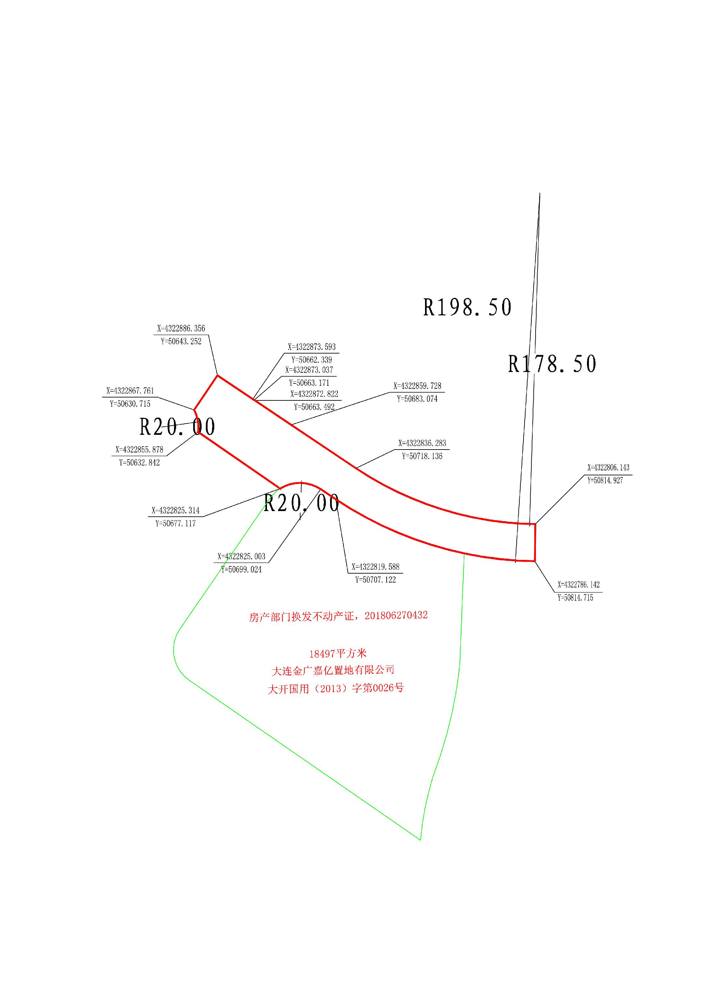 R198.50
X=4322886.356
Y=50643.252
X=4322873.593
Y=50662.339
R178.50
X=4322873.037
Y=50663.171
X=4322859.728
Y=50683.074
X=4322867.761
Y=50630.715
X=4322872.822
Y=50663.492
R20.00
X=4322836.283
Y=50718.136
X=4322855.878
Y=50632.842
X=4322806.143
Y=50814.927
R20.00
X=4322825.314
Y=50677.117
X=4322825.003
Y=50699.024
X=4322819.588
Y=50707.122
X=4322786.142
Y=50814.715
房产部门换发不动产证，201806270432
18497平方米
大连金广嘉亿置地有限公司
大开国用（2013）字第0026号